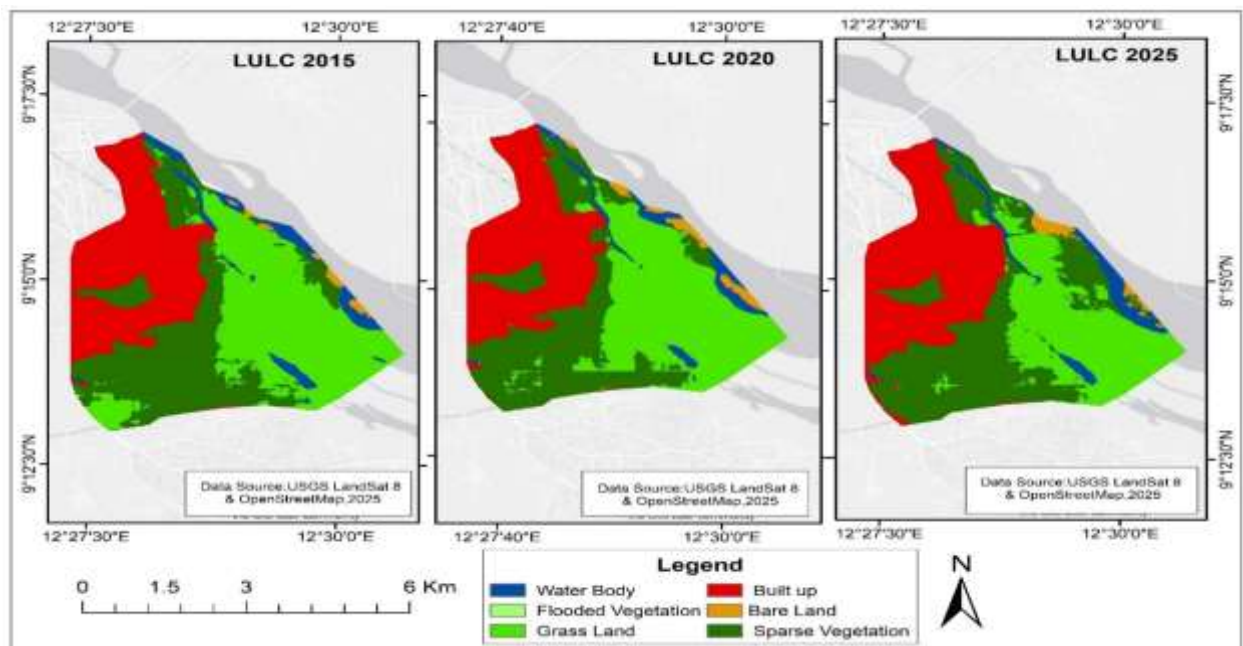 12°27'30"E 12°30'0"E 12°27'40"E 12°30'0"E 12°27'30"E 12°30'0"E
LULC 2015
LULC 2020
LULC 2025
9°17'30"N
9°15'0"N
9°12'30"N
9°17'30"N
9°15'0"N
9°12'30"N
Data Source:USGS LandSat 8
& OpenStreetMap,2025
Data Source:USGS LandSat 8
& OpenStreetMap,2025
Data Source:USGS LandSat 8
& OpenStreetMap,2025
12°27'30"E 12°30'0"E 12°27'40"E 12°30'0"E 12°27'30"E 12°30'0"E
0 1.5 3 6 Km
Legend
Water Body
Flooded Vegetation
Grass Land
Built up
Bare Land
Sparse Vegetation
N